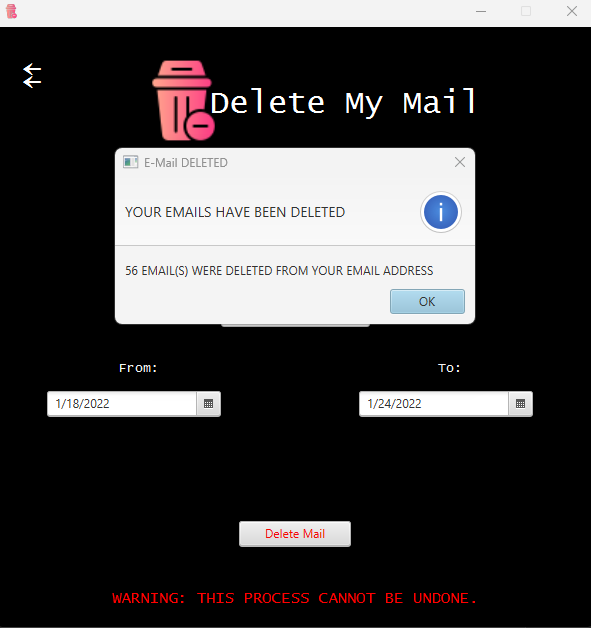 Delete My Mail
E-Mail DELETED
YOUR EMAILS HAVE BEEN DELETED
56 EMAIL(S) WERE DELETED FROM YOUR EMAIL ADDRESS
OK
From: To:
1/18/2022 1/24/2022
Delete Mail
WARNING: THIS PROCESS CANNOT BE UNDONE.